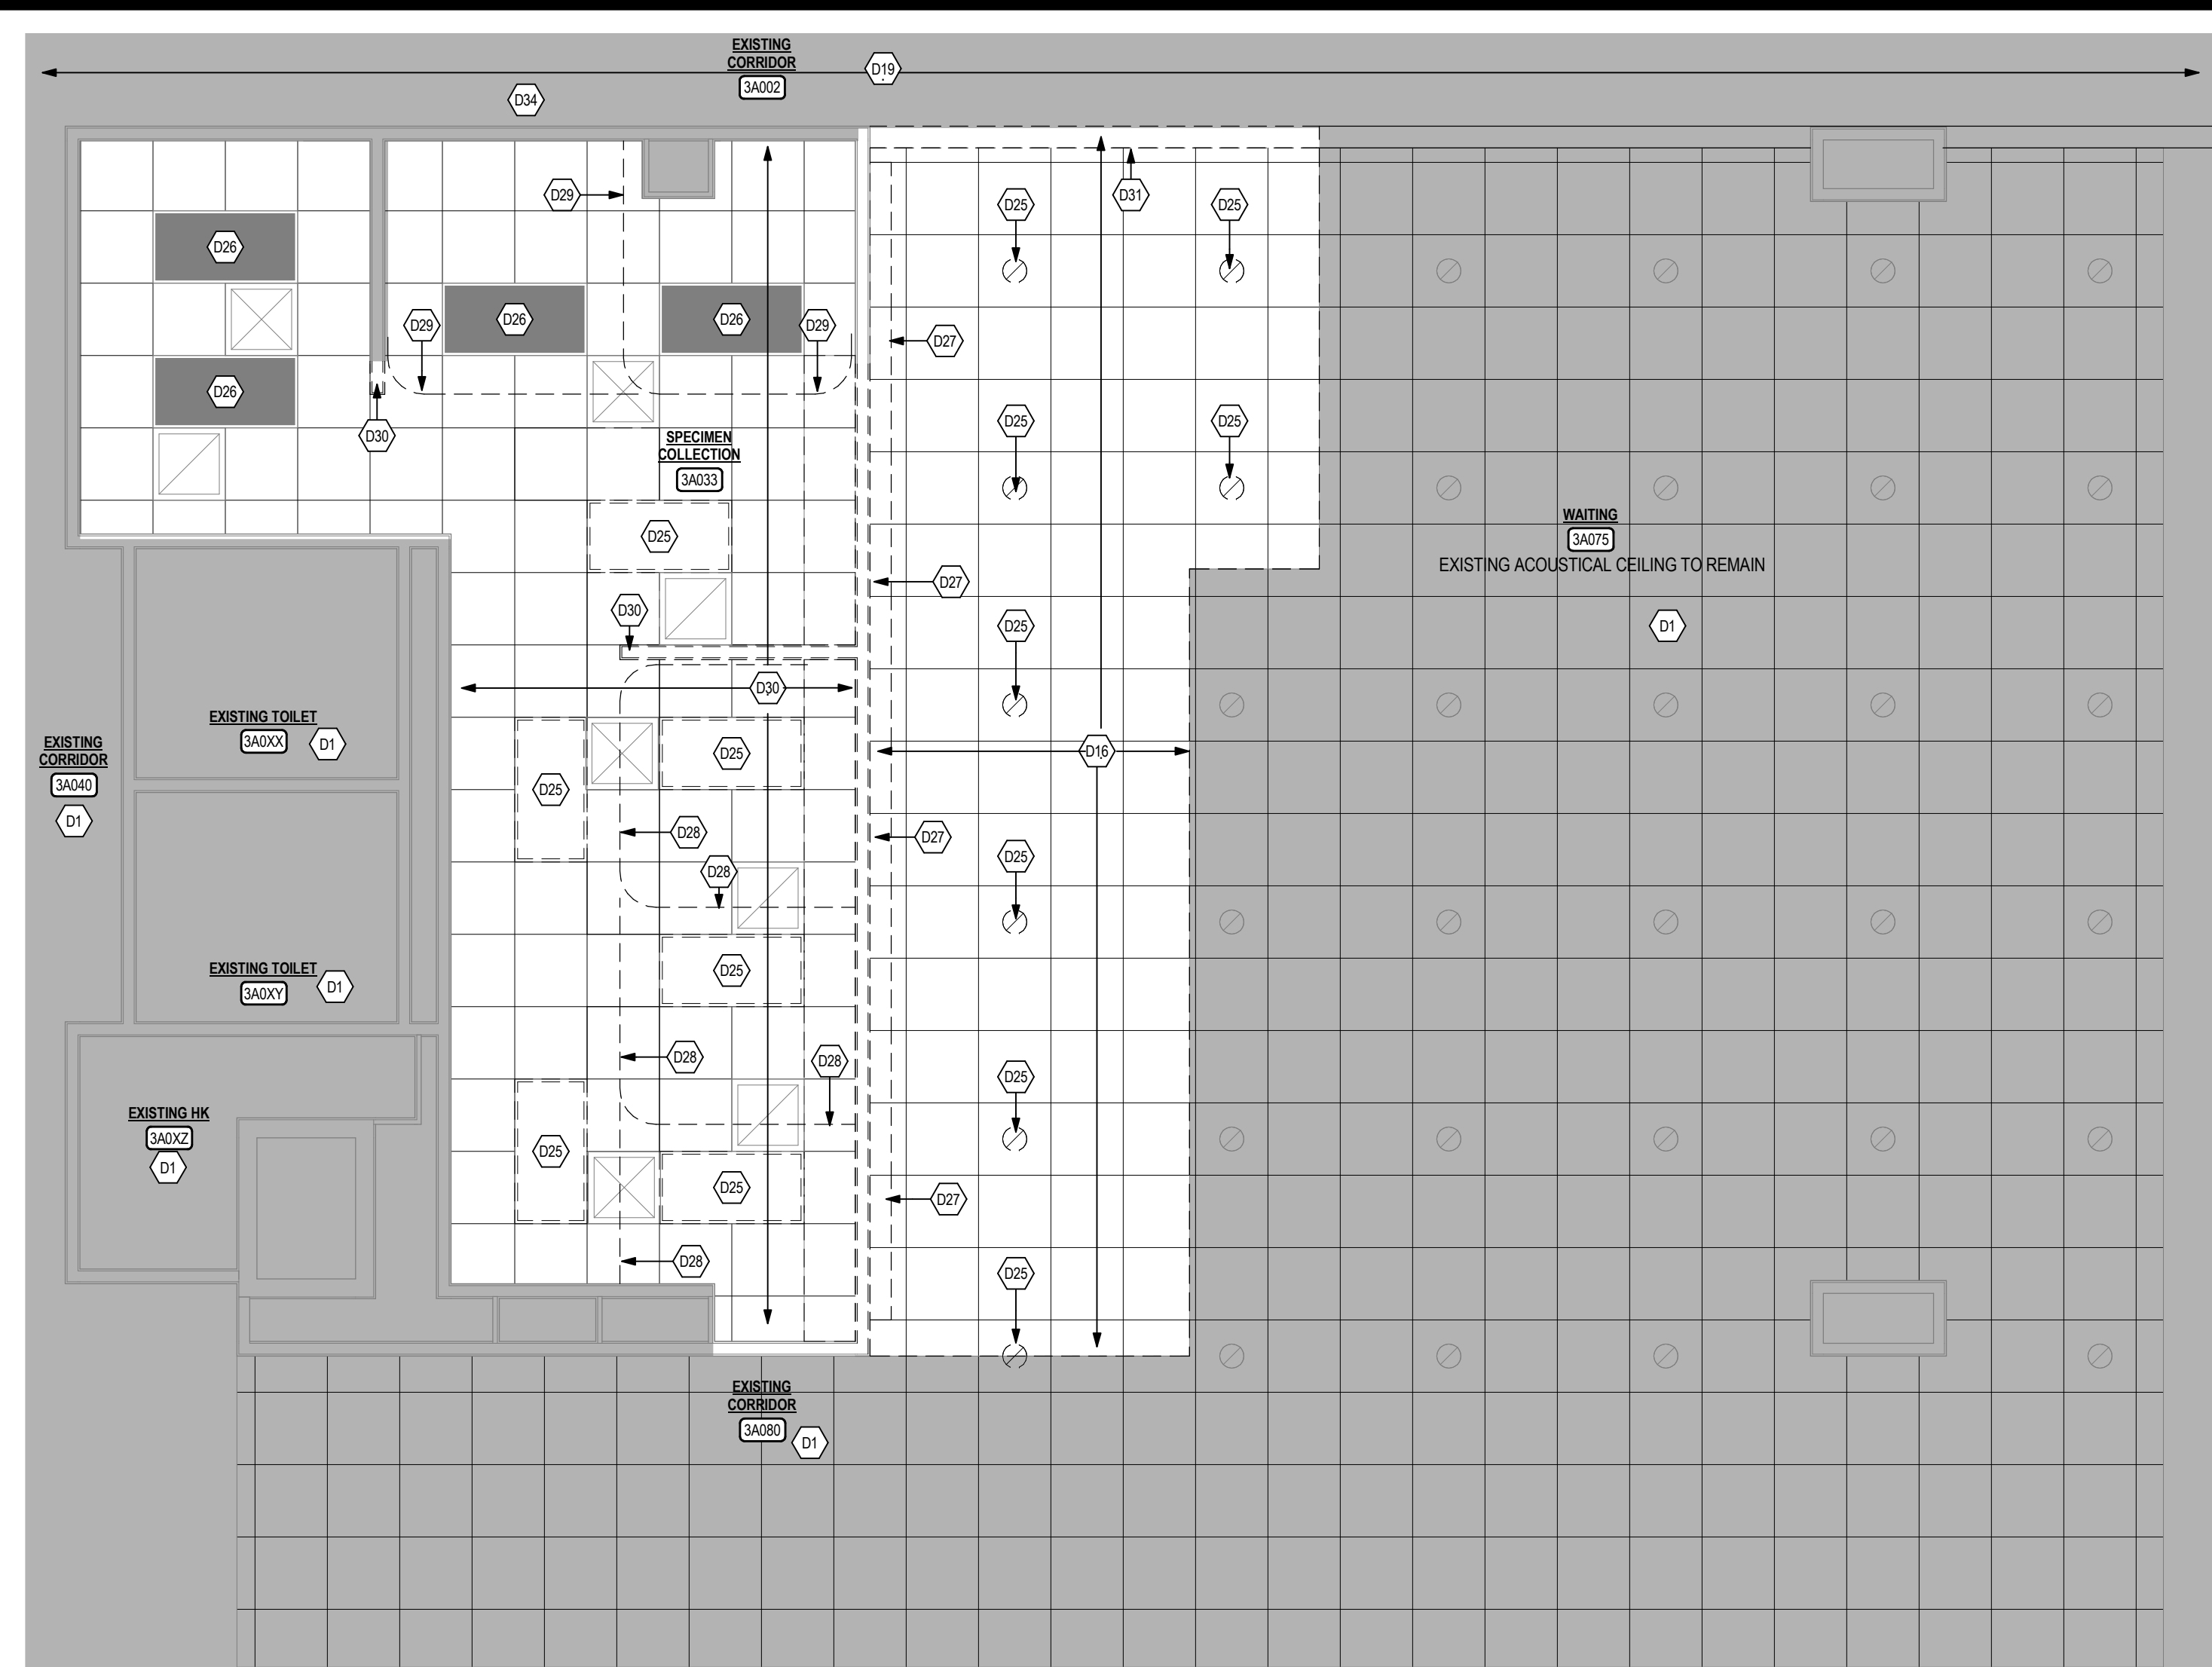 EXISTING
CORRIDOR
3A002
D19
D34
D29
D31
D25
D25
D26
D29
D26
D26
D29
D27
D26
D30
D25
D25
SPECIMEN
COLLECTION
3A033
D25
WAITING
3A075
EXISTING ACOUSTICAL CEILING TO REMAIN
D27
D30
D25
D1
D30
EXISTING TOILET
3A0XX
D1
EXISTING
CORRIDOR
3A040
D1
D25
D25
D16
D28
D27
D28
D25
EXISTING TOILET
3A0XY
D1
D25
D28
D28
D25
EXISTING HK
3A0XZ
D1
D25
D25
D27
D28
D25
EXISTING
CORRIDOR
3A080
D1